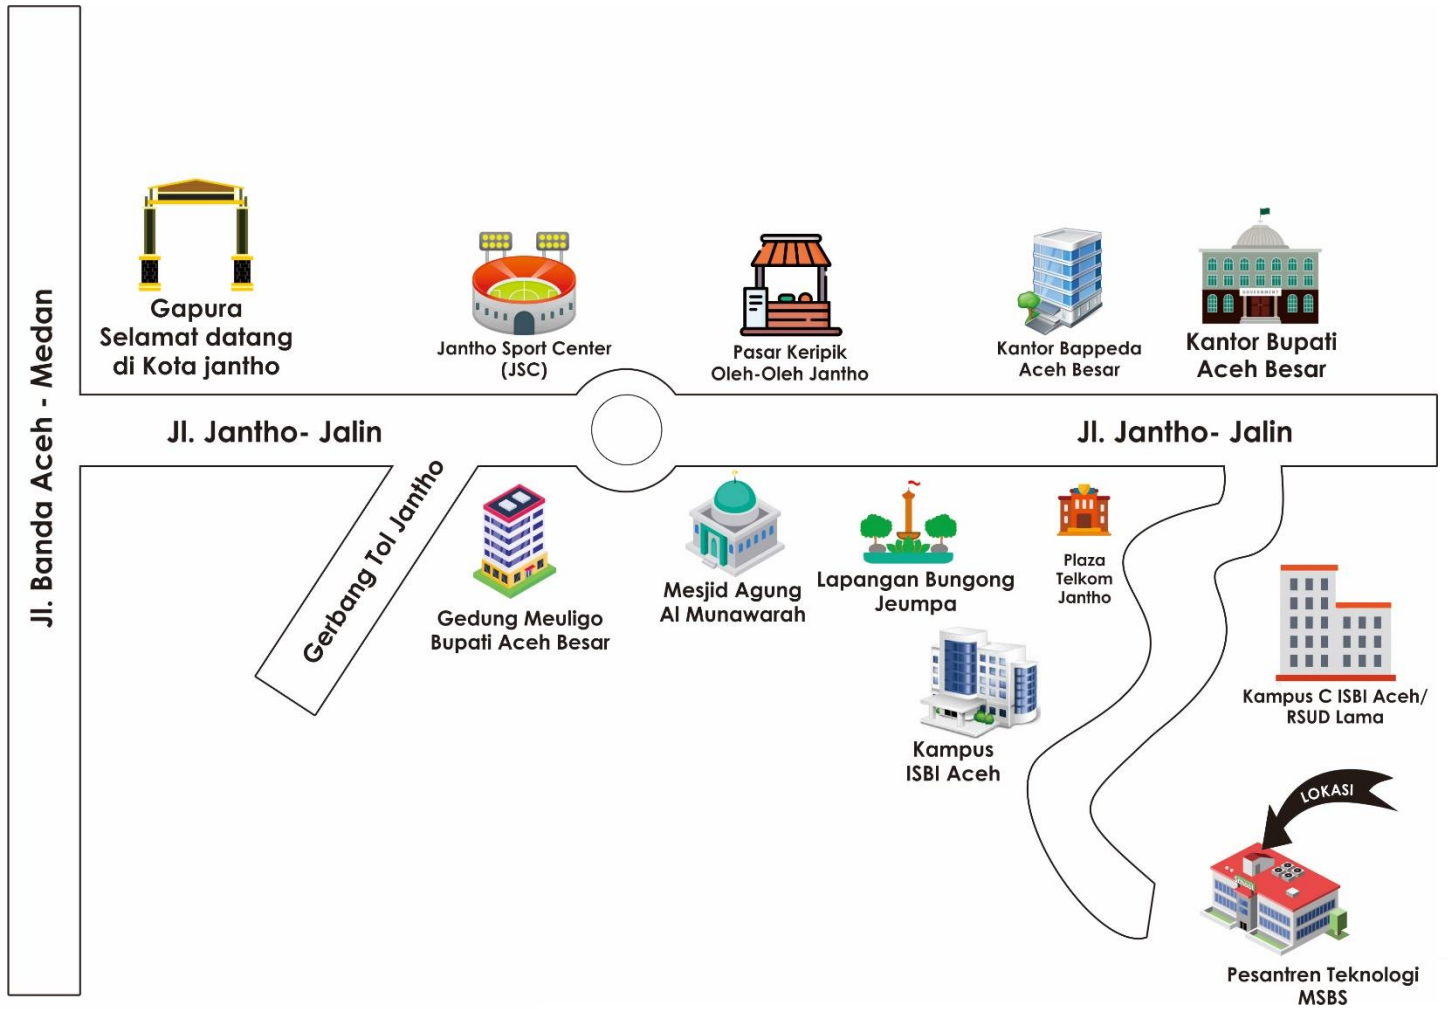 Jl. Banda Aceh - Medan
Gapura
Selamat datang
di Kota jantho
Jantho Sport Center
(JSC)
Pasar Keripik
Oleh-Oleh Jantho
Kantor Bappeda
Aceh Besar
GOVERNMENT
Kantor Bupati
Aceh Besar
Jl. Jantho- Jalin
Jl. Jantho- Jalin
Gerbang Tol Jantho
Gedung Meuligo
Bupati Aceh Besar
Mesjid Agung
Al Munawarah
Lapangan Bungong
Jeumpa
Plaza
Telkom
Jantho
Kampus
ISBI Aceh
Kampus C ISBI Aceh/
RSUD Lama
LOKASI
Pesantren Teknologi
MSBS